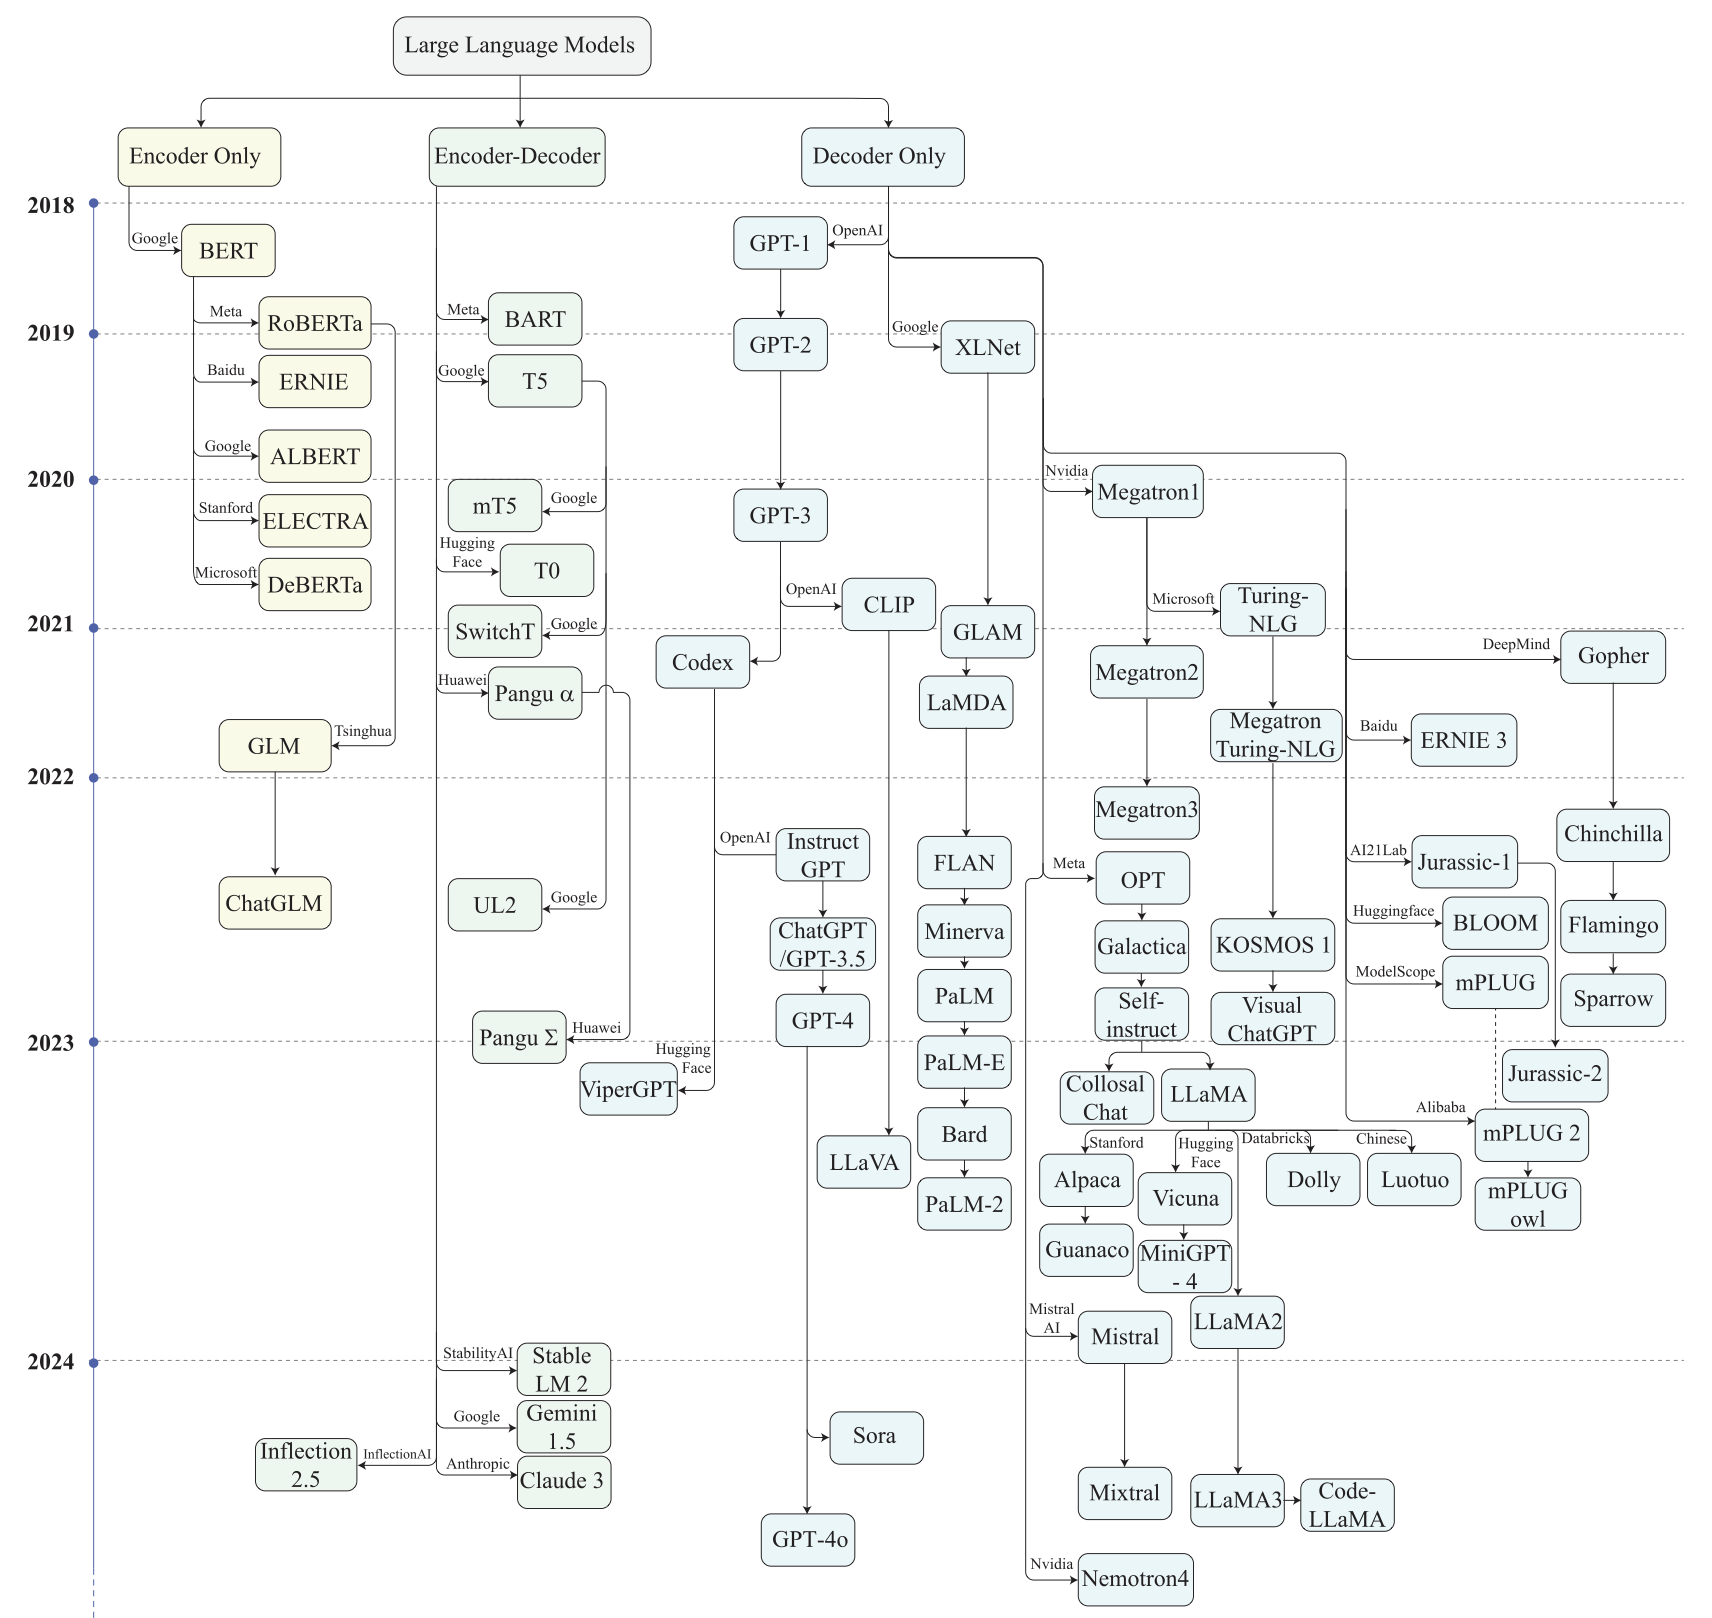 Large Language Models
Encoder Only
Encoder-Decoder
Decoder Only
2018
Google
BERT
GPT-1
OpenAI
Meta
RoBERTa
Meta
BART
2019
GPT-2
Google
XLNet
Baidu
ERNIE
Google
T5
Google
ALBERT
2020
Nvidia
Megatron1
Stanford
ELECTRA
mT5
Google
GPT-3
Hugging
Face
T0
Microsoft
DeBERTa
OpenAI
CLIP
Microsoft
Turing-
NLG
2021
SwitchT
Google
GLAM
Codex
DeepMind
Gopher
Huawei
Pangu α
Megatron2
LaMDA
Megatron
Turing-NLG
Baidu
ERNIE 3
GLM
Tsinghua
2022
Megatron3
Chinchilla
OpenAI
Instruct
GPT
FLAN
Meta
OPT
AI21Lab
Jurassic-1
ChatGLM
UL2
Google
Huggingface
BLOOM
Flamingo
ChatGPT
/GPT-3.5
Minerva
Galactica
KOSMOS 1
ModelScope
mPLUG
PaLM
Self-
instruct
Visual
ChatGPT
Sparrow
GPT-4
2023
Pangu Σ
Huawei
Hugging
Face
ViperGPT
PaLM-E
Collosal
Chat
LLaMA
Jurassic-2
Alibaba
mPLUG 2
Bard
LLaVA
Stanford
Hugging
Face
Databricks
Chinese
Alpaca
Vicuna
Dolly
Luotuo
PaLM-2
mPLUG
owl
Guanaco
MiniGPT
- 4
Mistral
AI
Mistral
LLaMA2
2024
StabilityAI
Stable
LM 2
Google
Gemini
1.5
Sora
Inflection
2.5
InflectionAI
Anthropic
Claude 3
Mixtral
LLaMA3
Code-
LLaMA
GPT-4o
Nvidia
Nemotron4